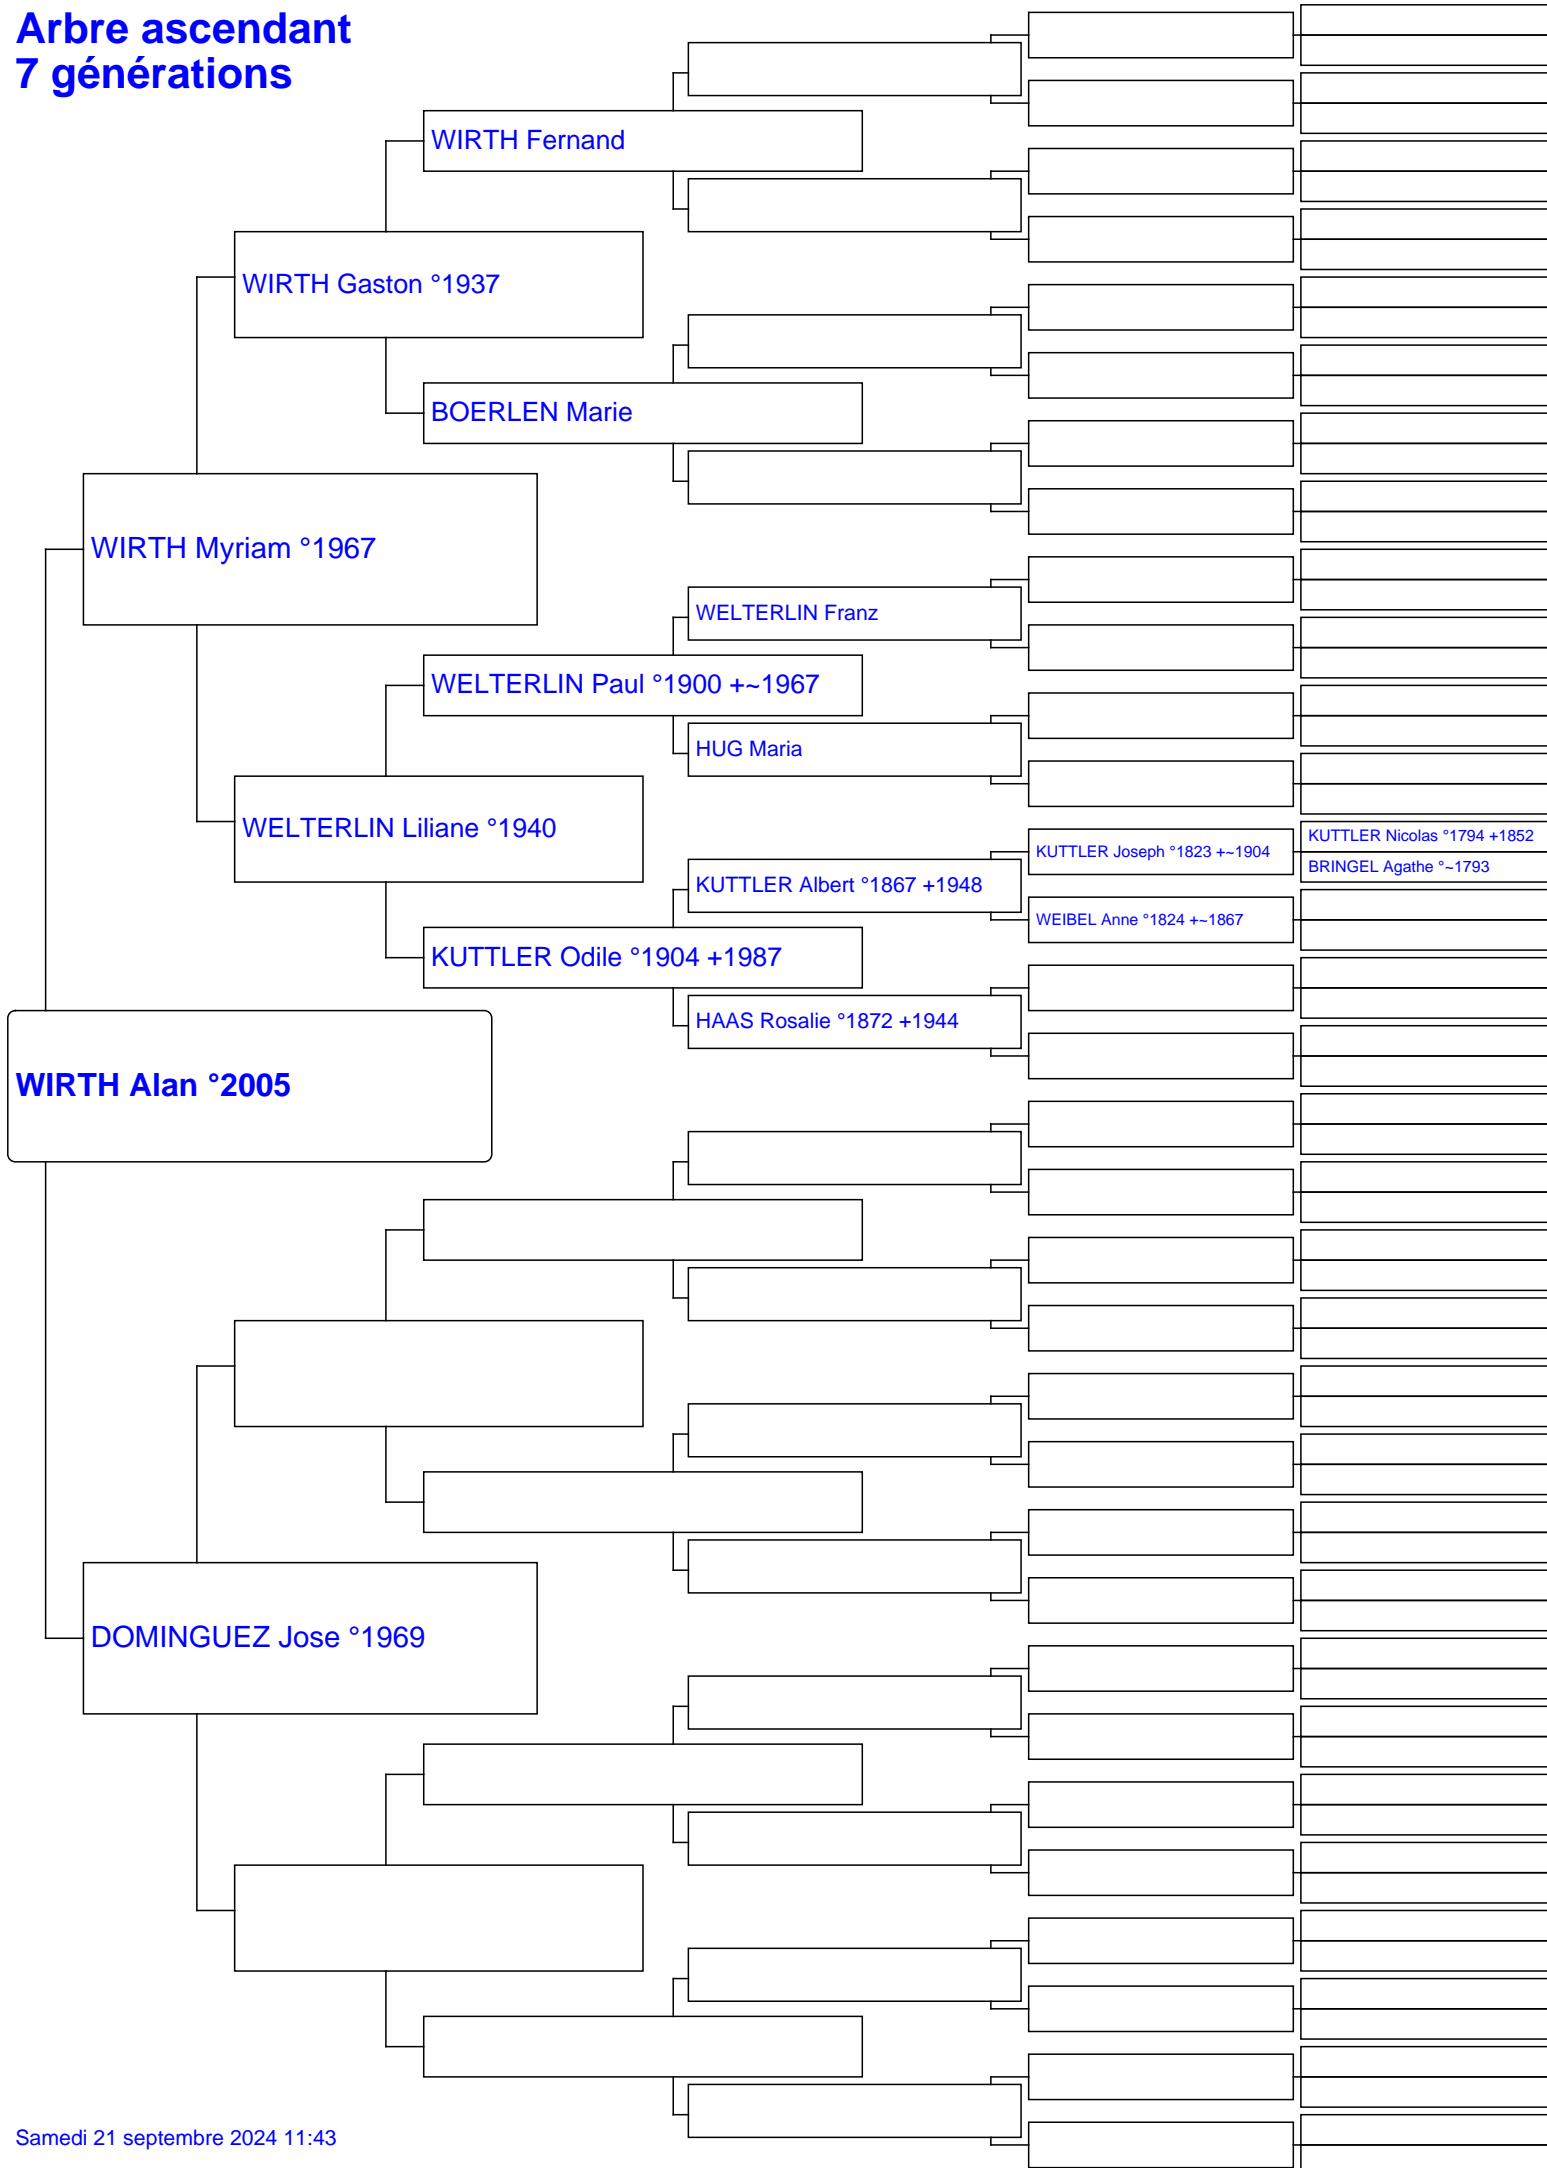 Arbre ascendant
7 générations
WIRTH Fernand
WIRTH Gaston °1937
BOERLEN Marie
WIRTH Myriam °1967
WELTERLIN Franz
WELTERLIN Paul °1900 +~1967
HUG Maria
WELTERLIN Liliane °1940
KUTTLER Nicolas °1794 +1852
KUTTLER Joseph °1823 +~1904
BRINGEL Agathe °~1793
KUTTLER Albert °1867 +1948
WEIBEL Anne °1824 +~1867
KUTTLER Odile °1904 +1987
HAAS Rosalie °1872 +1944
WIRTH Alan °2005
DOMINGUEZ Jose °1969
Samedi 21 septembre 2024 11:43